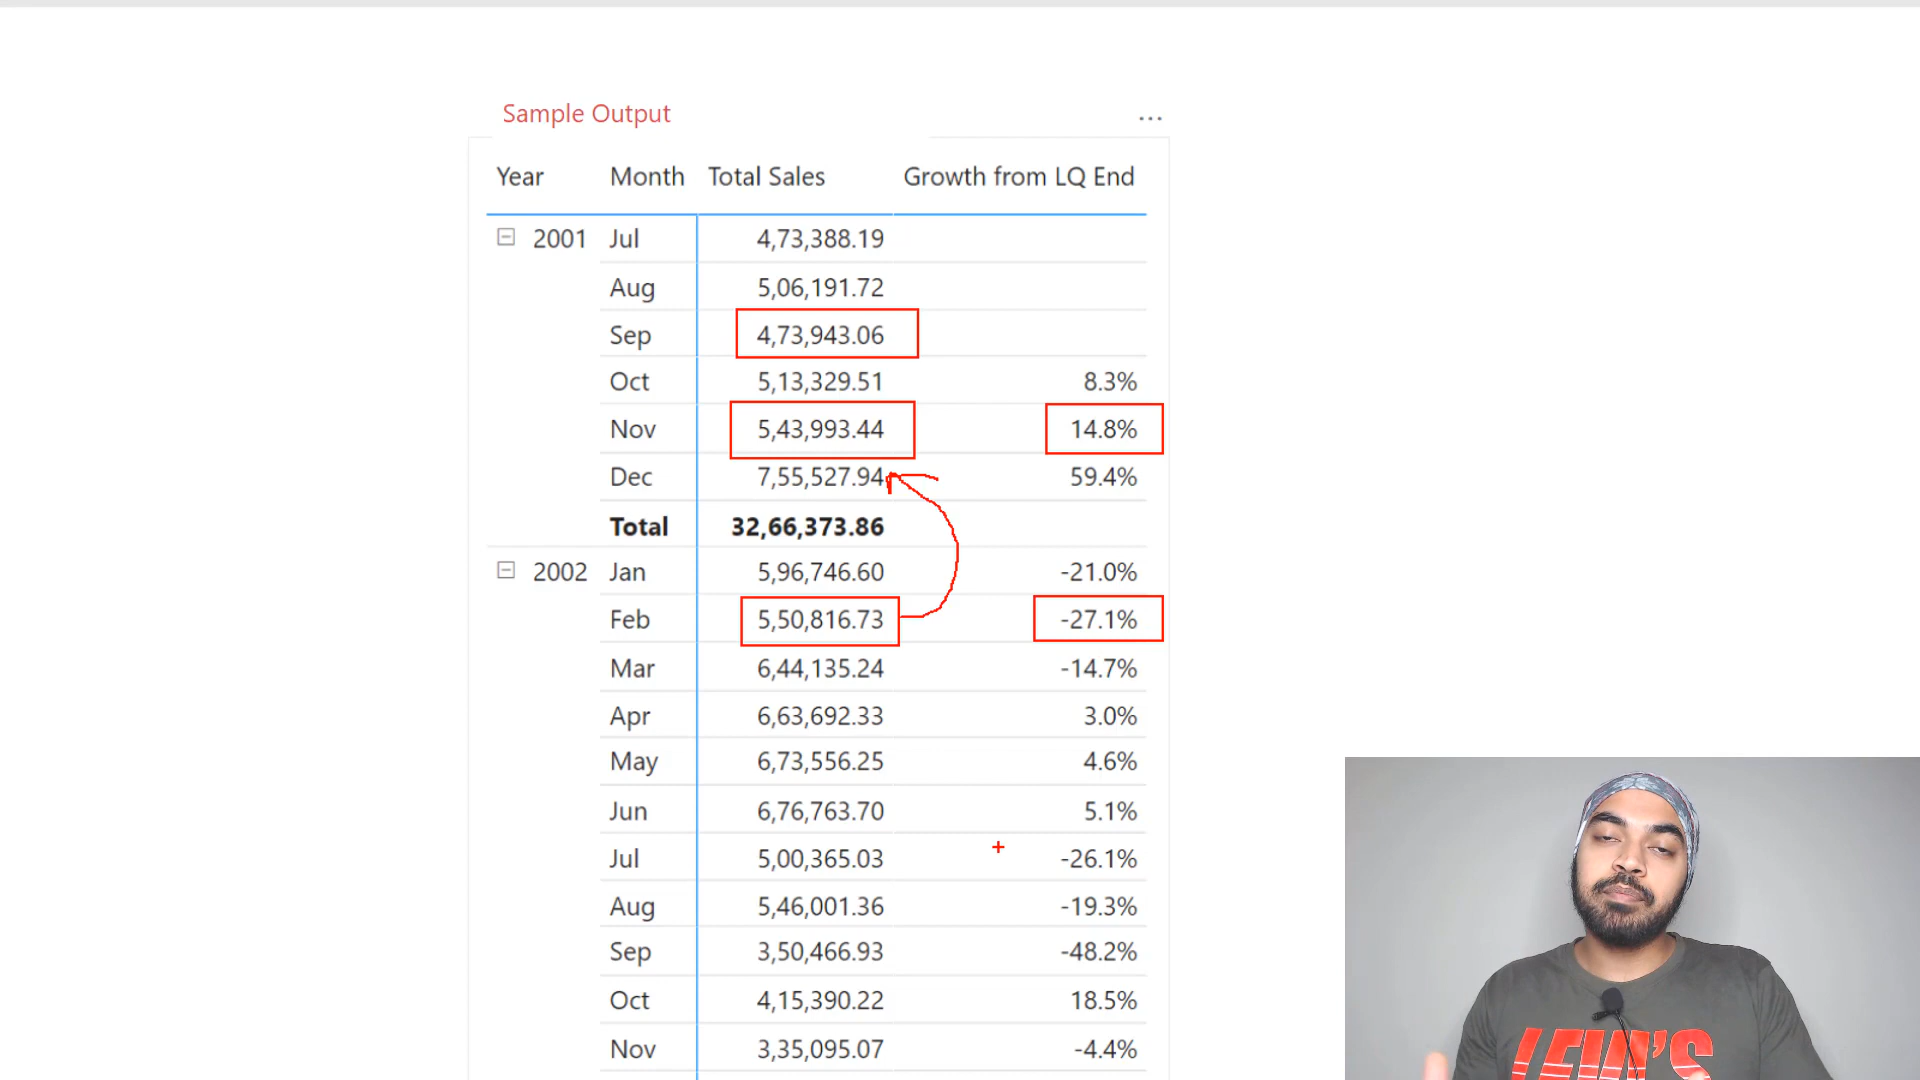 Sample Output
...
Year Month Total Sales Growth from LQ End
2001 Jul 4,73,388.19
Aug 5,06,191.72
Sep 4,73,943.06
Oct 5,13,329.51 8.3%
Nov 5,43,993.44 14.8%
Dec 7,55,527.94 59.4%
Total 32,66,373.86
2002 Jan 5,96,746.60 -21.0%
Feb 5,50,816.73 -27.1%
Mar 6,44,135.24 -14.7%
Apr 6,63,692.33 3.0%
May 6,73,556.25 4.6%
Jun 6,76,763.70 5.1%
Jul 5,00,365.03 -26.1%
Aug 5,46,001.36 -19.3%
Sep 3,50,466.93 -48.2%
Oct 4,15,390.22 18.5%
Nov 3,35,095.07 -4.4%
LEVI'S